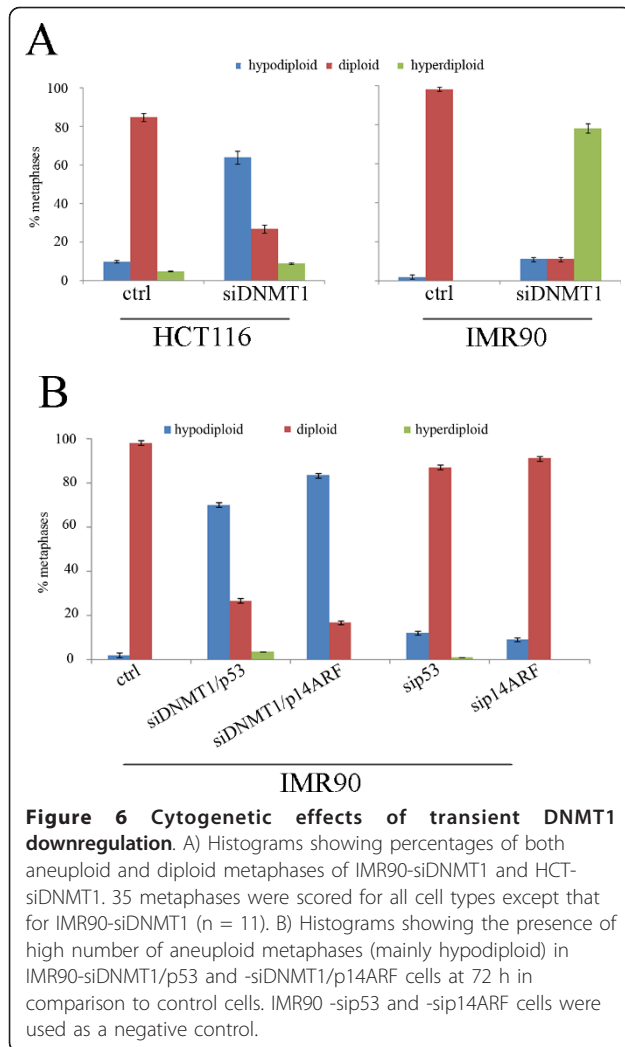 A
hypodiploid diploid hyperdiploid
100
80
60
40
20
0
% metaphases
ctrl siDNMT1
HCT116
ctrl siDNMT1
IMR90
B
hypodiploid diploid hyperdiploid
100
80
60
40
20
0
% metaphases
ctrl
siDNMT1/p53
siDNMT1/p14ARF
sip53
sip14ARF
IMR90
Figure 6 Cytogenetic effects of transient DNMT1
downregulation. A) Histograms showing percentages of both
aneuploid and diploid metaphases of IMR90-siDNMT1 and HCT-
siDNMT1. 35 metaphases were scored for all cell types except that
for IMR90-siDNMT1 (n = 11). B) Histograms showing the presence of
high number of aneuploid metaphases (mainly hypodiploid) in
IMR90-siDNMT1/p53 and -siDNMT1/p14ARF cells at 72 h in
comparison to control cells. IMR90 -sip53 and -sip14ARF cells were
used as a negative control.